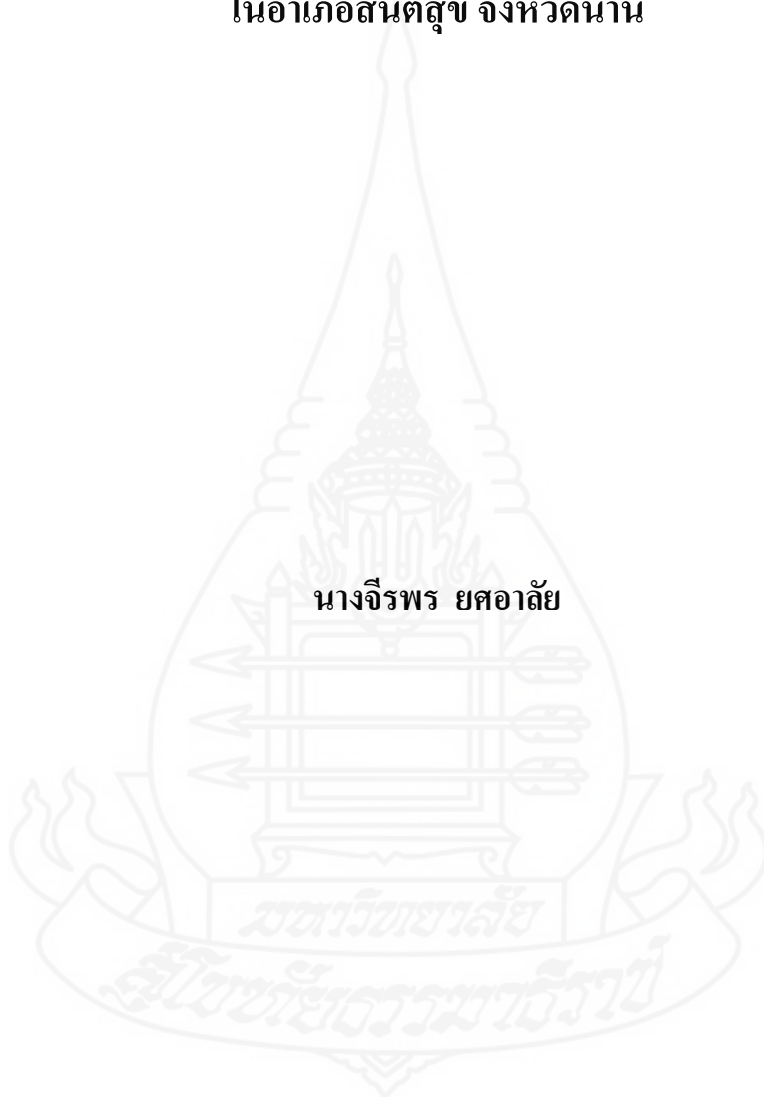 ในอำเภอสันติสุข จังหวัดน่าน
นางจีรพร ยศอาลัย
มหาวิทยาลัย
สุโขทัยธรรมาธิราช